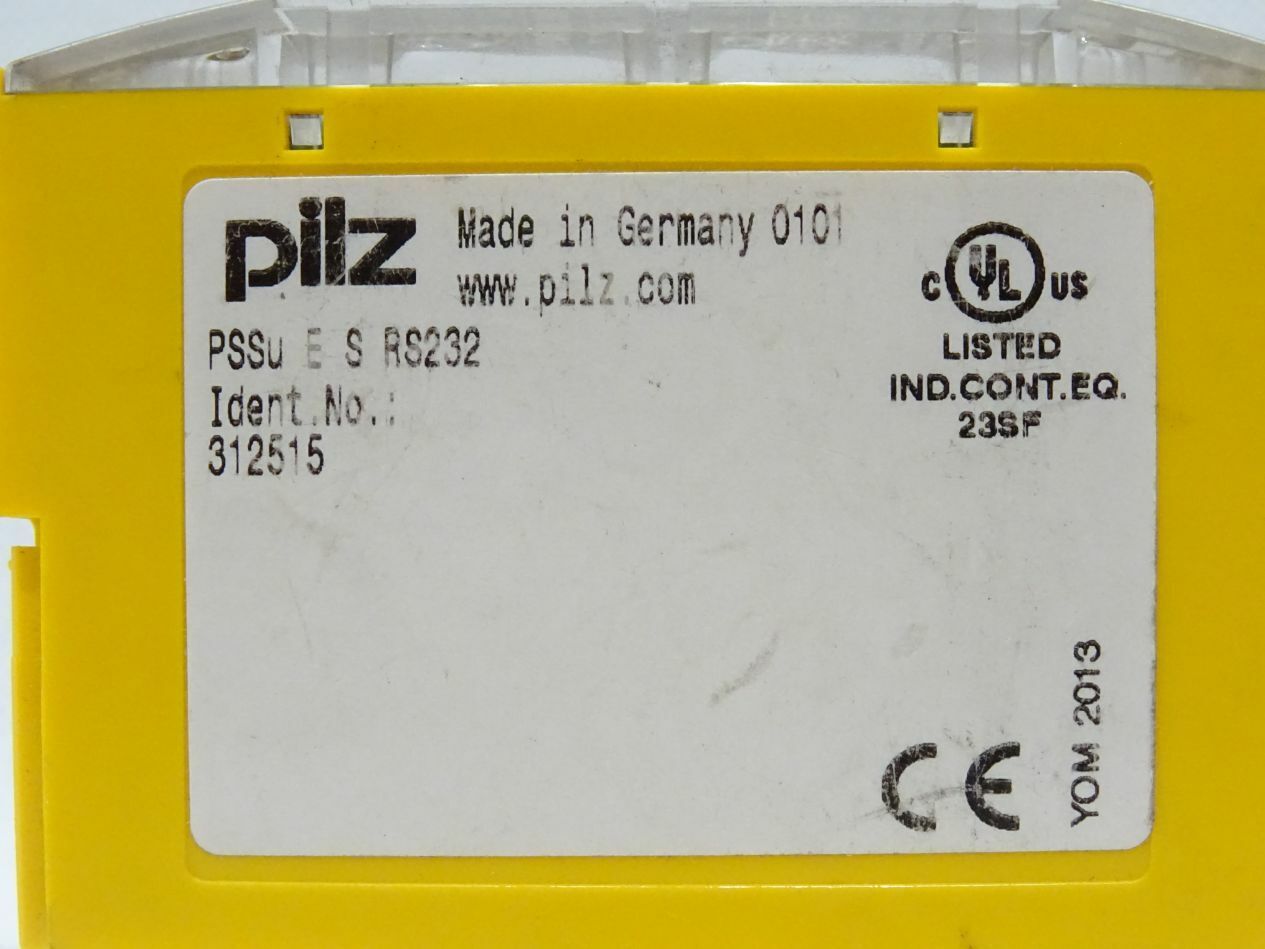 pilz
Made in Germany 0101
www.pilz.com
PSSu E S RS232
Ident.No.:
312515
C UL US
LISTED
IND.CONT.EQ.
23SF
YOM 2013
CE